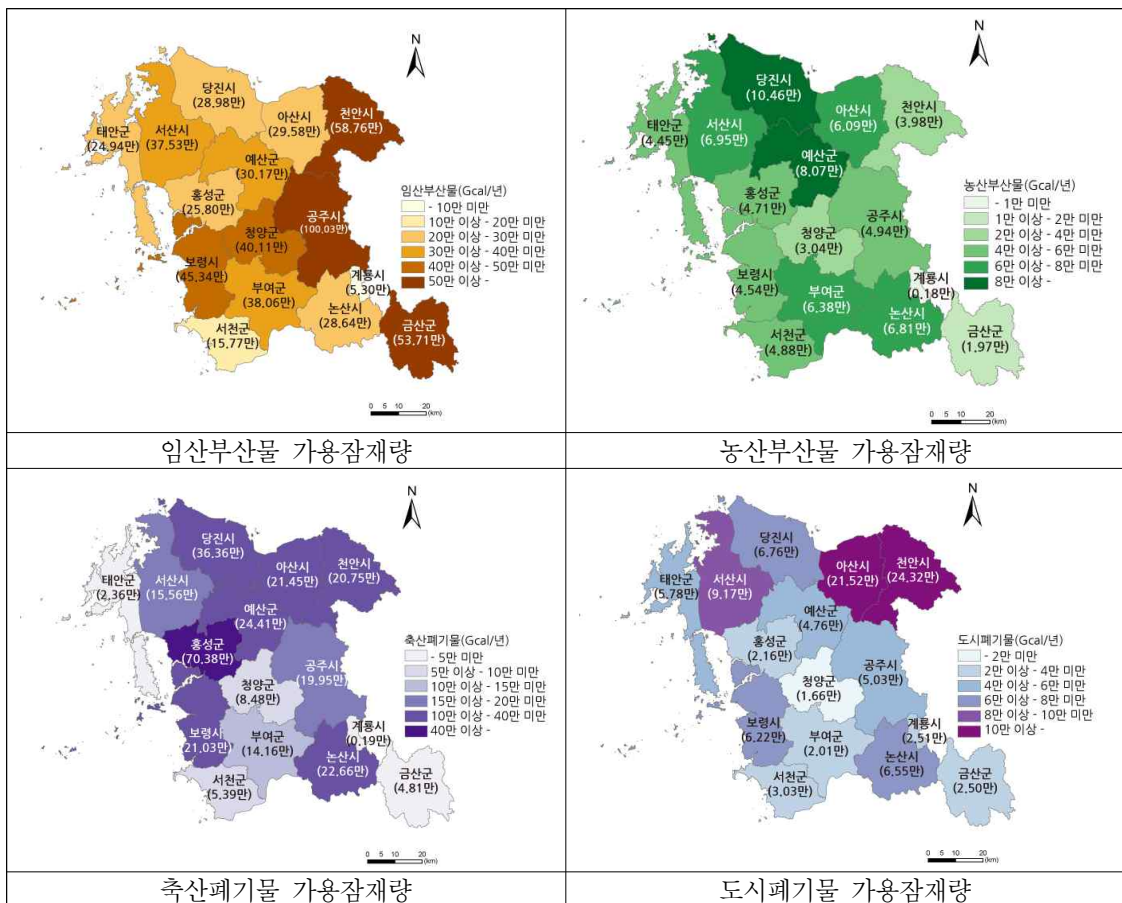 N
당진시
(28.98만)
아산시
(29.58만)
천안시
(58.76만)
태안군
(24.94만)
서산시
(37.53만)
예산군
(30.17만)
홍성군
(25.80만)
공주시
(100.03만)
청양군
(40.11만)
보령시
(45.34만)
부여군
(38.06만)
계룡시
(5.30만)
논산시
(28.64만)
금산군
(53.71만)
서천군
(15.77만)
임산부산물(Gcal/년)
- 10만 미만
10만 이상 - 20만 미만
20만 이상 - 30만 미만
30만 이상 - 40만 미만
40만 이상 - 50만 미만
50만 이상 -
0 5 10 20
(km)
임산부산물 가용잠재량
N
당진시
(10.46만)
아산시
(6.09만)
천안시
(3.98만)
태안군
(4.45만)
서산시
(6.95만)
예산군
(8.07만)
홍성군
(4.71만)
공주시
(4.94만)
청양군
(3.04만)
보령시
(4.54만)
부여군
(6.38만)
계룡시
(0.18만)
논산시
(6.81만)
금산군
(1.97만)
서천군
(4.88만)
농산부산물(Gcal/년)
- 1만 미만
1만 이상 - 2만 미만
2만 이상 - 4만 미만
4만 이상 - 6만 미만
6만 이상 - 8만 미만
8만 이상 -
0 5 10 20
(km)
농산부산물 가용잠재량
N
당진시
(36.36만)
아산시
(21.45만)
천안시
(20.75만)
태안군
(2.36만)
서산시
(15.56만)
예산군
(24.41만)
홍성군
(70.38만)
공주시
(19.95만)
청양군
(8.48만)
보령시
(21.03만)
부여군
(14.16만)
계룡시
(0.19만)
논산시
(22.66만)
금산군
(4.81만)
서천군
(5.39만)
축산폐기물(Gcal/년)
- 5만 미만
5만 이상 - 10만 미만
10만 이상 - 15만 미만
15만 이상 - 20만 미만
10만 이상 - 40만 미만
40만 이상 -
0 5 10 20
(km)
축산폐기물 가용잠재량
N
당진시
(6.76만)
아산시
(21.52만)
천안시
(24.32만)
태안군
(5.78만)
서산시
(9.17만)
예산군
(4.76만)
홍성군
(2.16만)
공주시
(5.03만)
청양군
(1.66만)
보령시
(6.22만)
부여군
(2.01만)
계룡시
(2.51만)
논산시
(6.55만)
금산군
(2.50만)
서천군
(3.03만)
도시폐기물(Gcal/년)
- 2만 미만
2만 이상 - 4만 미만
4만 이상 - 6만 미만
6만 이상 - 8만 미만
8만 이상 - 10만 미만
10만 이상 -
0 5 10 20
(km)
도시폐기물 가용잠재량